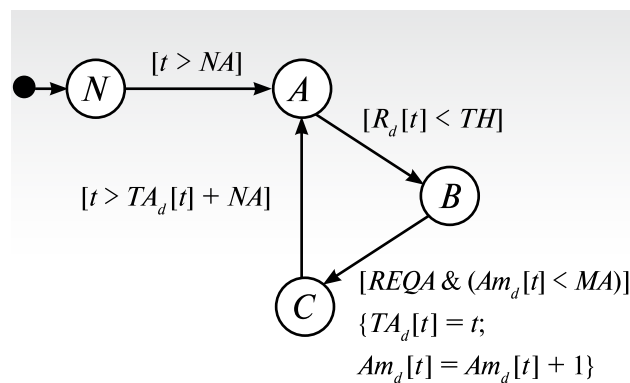 [t > NA]
N
A
[R_d[t] < TH]
[t > TA_d[t] + NA]
B
C
[REQA & (Am_d[t] < MA)]
{TA_d[t] = t;
Am_d[t] = Am_d[t] + 1}